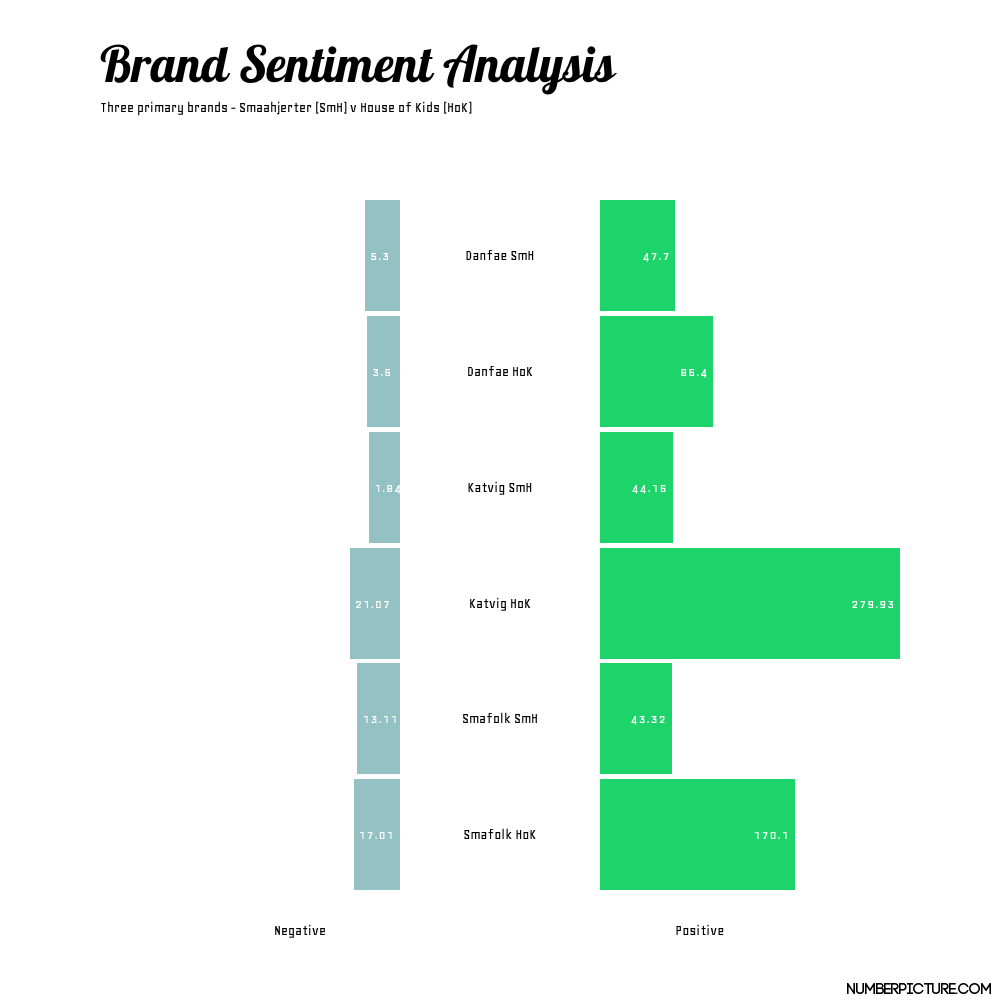 Brand Sentiment Analysis
Three primary brands - Smaahjerter [SmH] v House of Kids [HoK]
5.3 Danfae SmH 47.7
3.6 Danfae HoK 86.4
1.84 Katvig SmH 44.16
21.07 Katvig HoK 279.93
13.11 Smafolk SmH 43.32
17.01 Smafolk HoK 170.1
Negative Positive
NUMBERPICTURE.COM